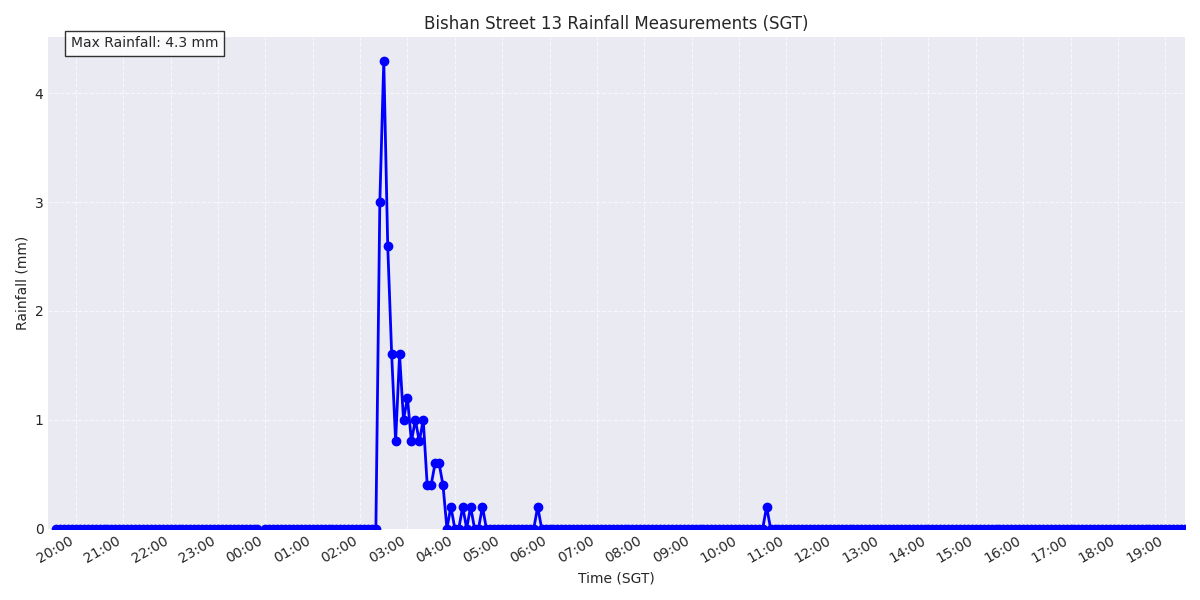 Bishan Street 13 Rainfall Measurements (SGT)
Max Rainfall: 4.3 mm
Rainfall (mm)
4
3
2
1
0
20:00 21:00 22:00 23:00 00:00 01:00 02:00 03:00 04:00 05:00 06:00 07:00 08:00 09:00 10:00 11:00 12:00 13:00 14:00 15:00 16:00 17:00 18:00 19:00
Time (SGT)